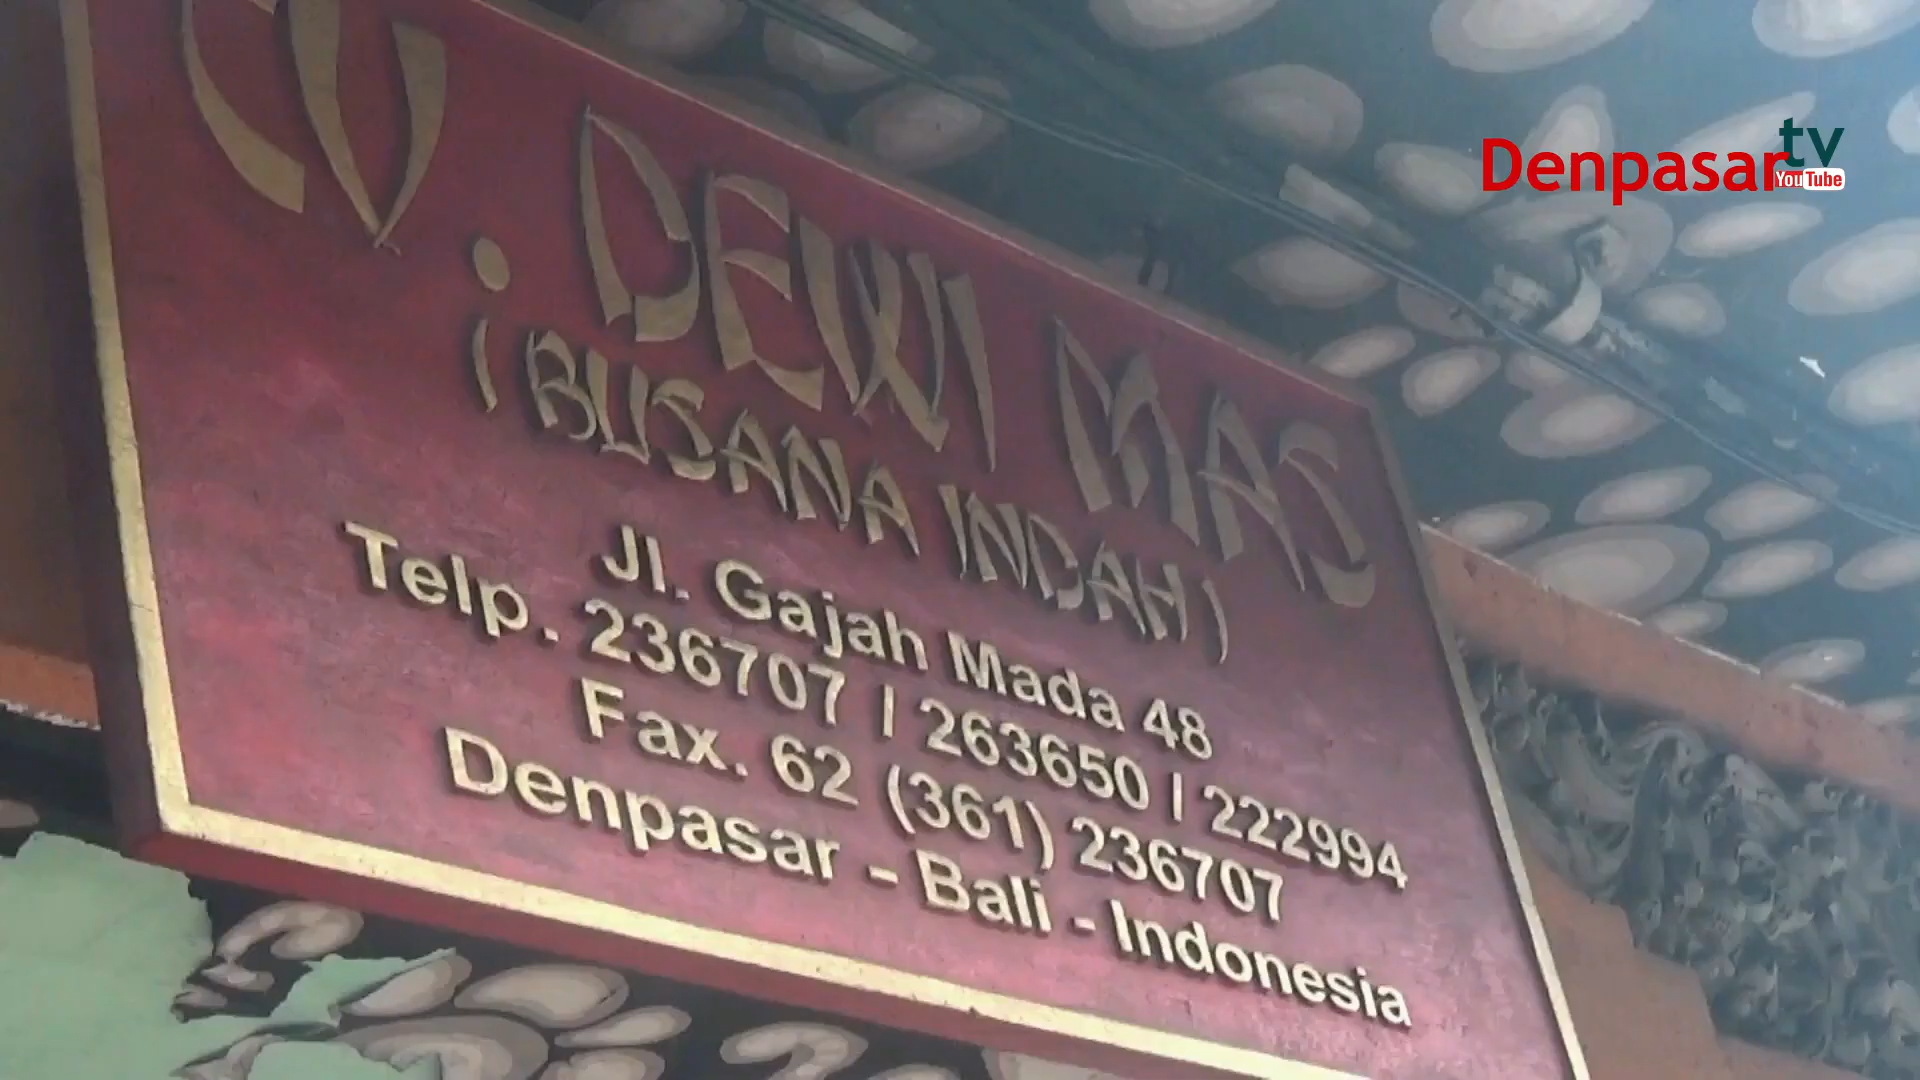 CV. DEWI MAS
( BUSANA INDAH )
Jl. Gajah Mada 48
Telp. 236707 | 263650 | 222994
Fax. 62 (361) 236707
Denpasar - Bali - Indonesia
Denpasar tv
YouTube